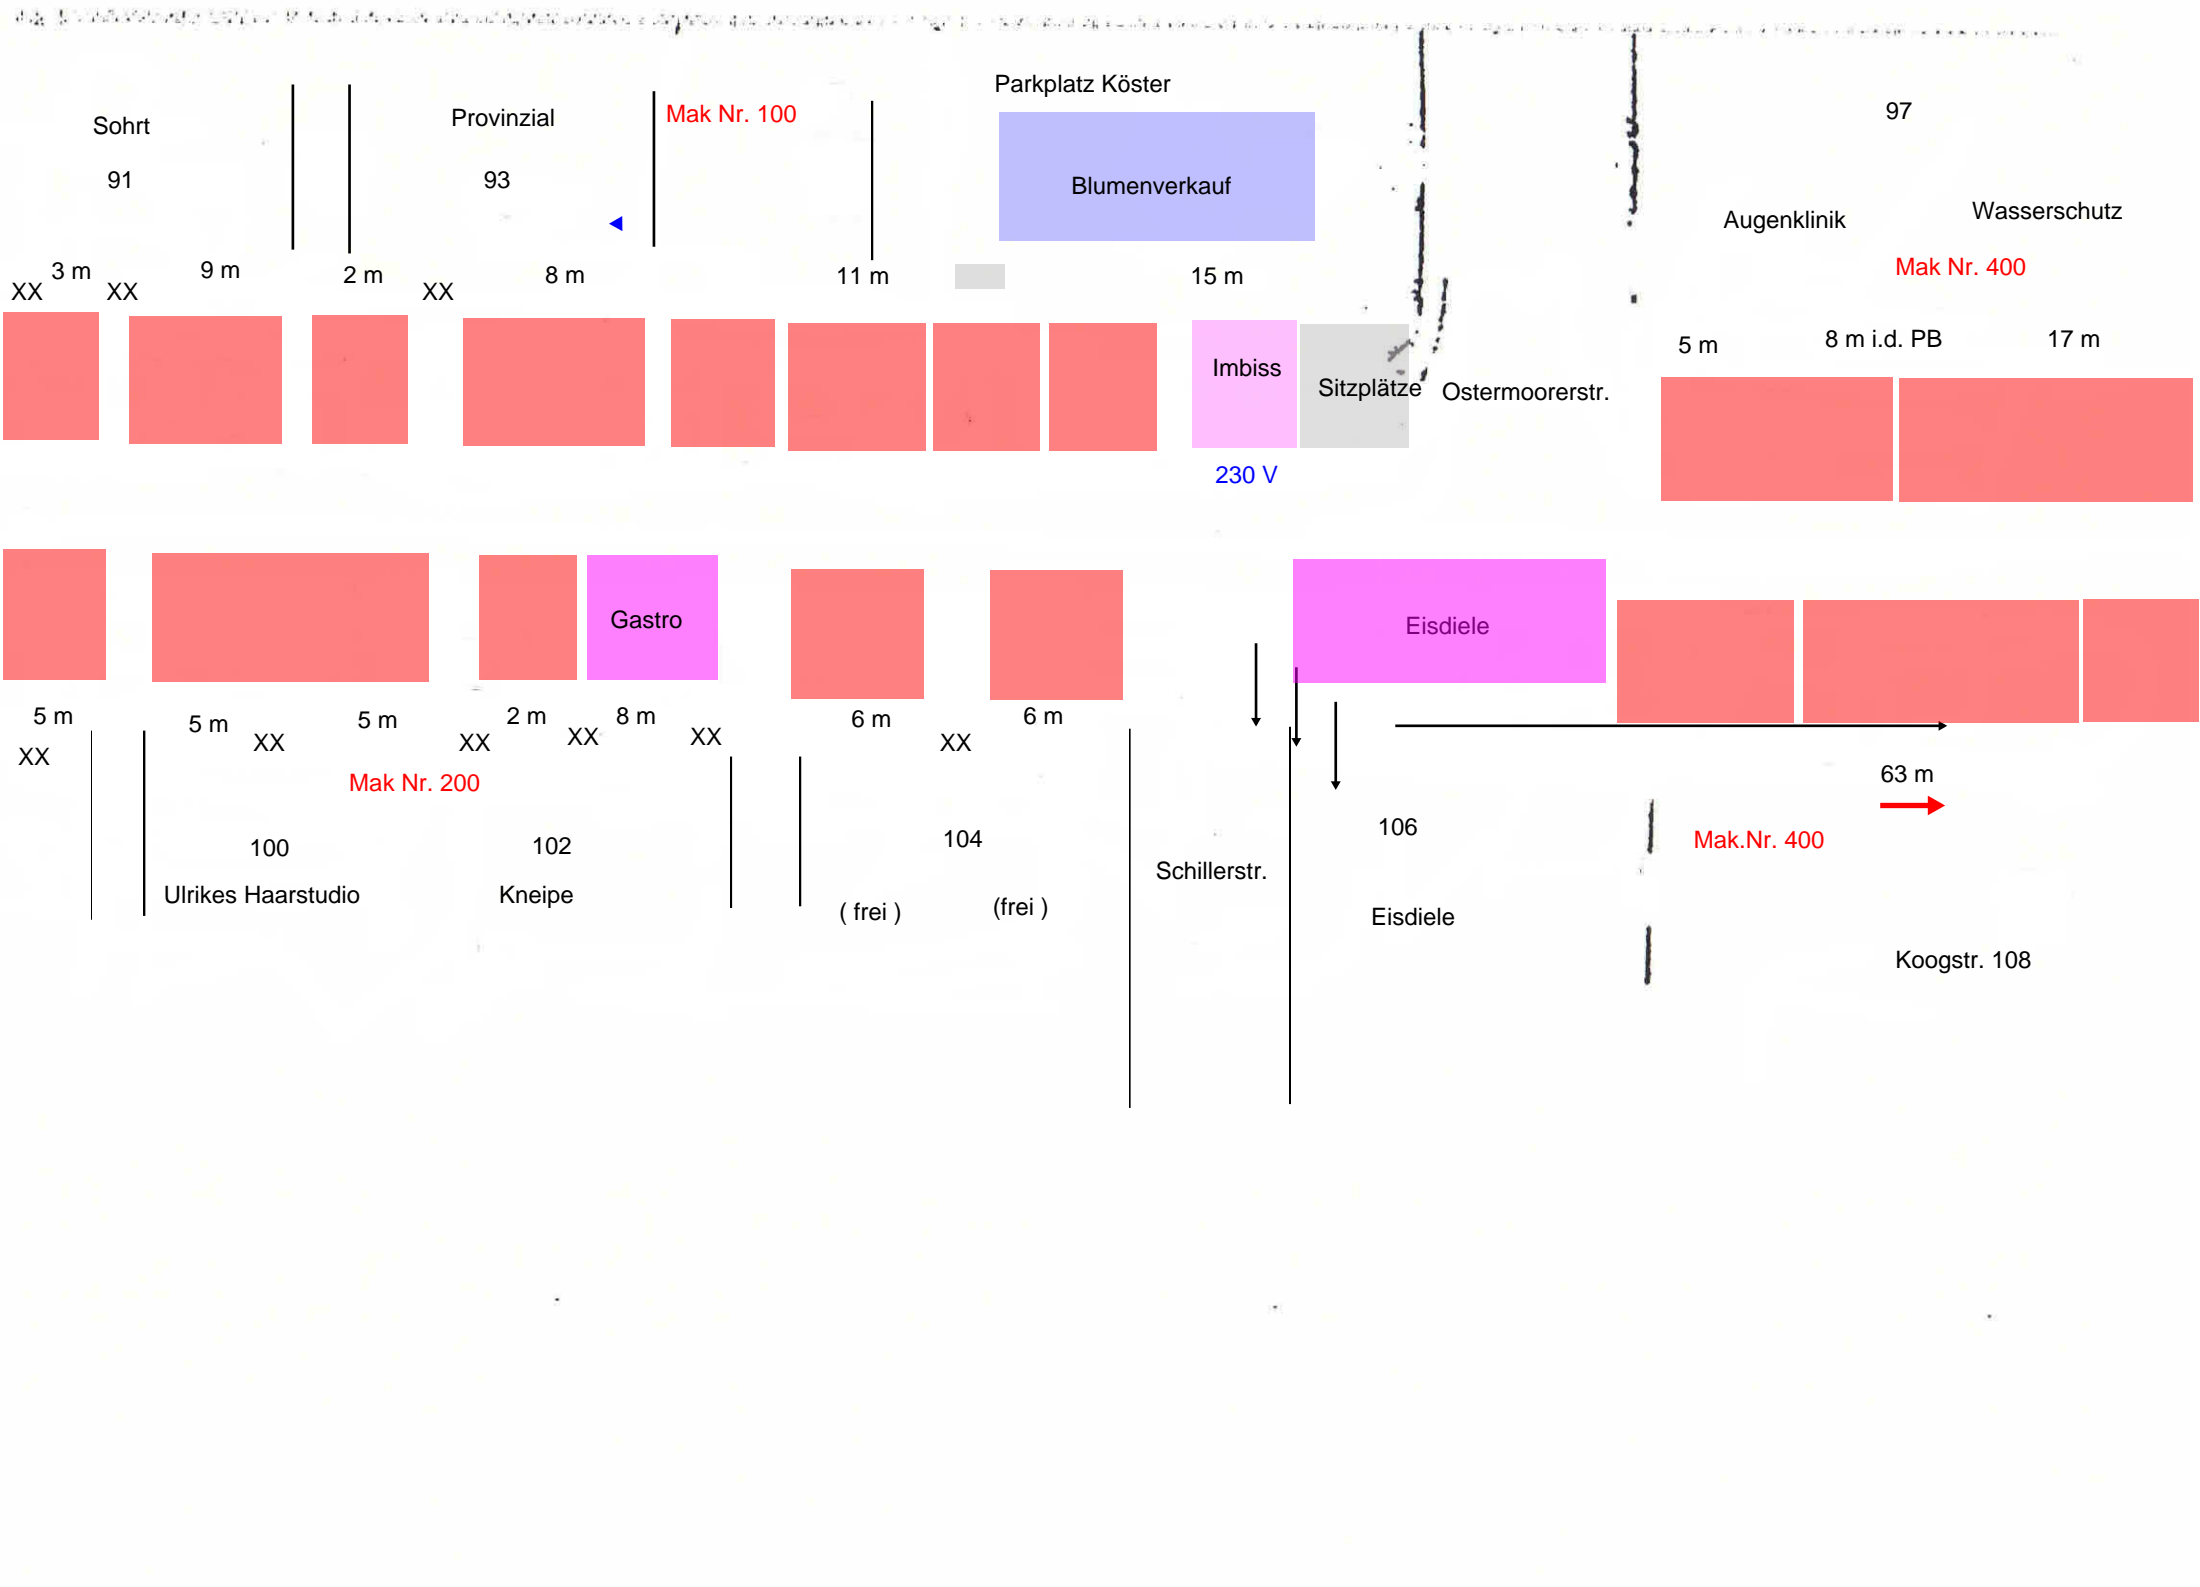 Parkplatz Köster
Sohrt
Provinzial
Mak Nr. 100
97
91
93
Blumenverkauf
Augenklinik
Wasserschutz
Mak Nr. 400
3 m
9 m
2 m
8 m
11 m
15 m
XX
XX
XX
5 m
8 m i.d. PB
17 m
Imbiss
Sitzplätze
Ostermoorerstr.
230 V
Gastro
Eisdiele
5 m
5 m
5 m
2 m
8 m
6 m
6 m
XX
XX
XX
XX
XX
XX
Mak Nr. 200
63 m
100
102
104
106
Mak.Nr. 400
Ulrikes Haarstudio
Kneipe
( frei )
(frei )
Schillerstr.
Eisdiele
Koogstr. 108